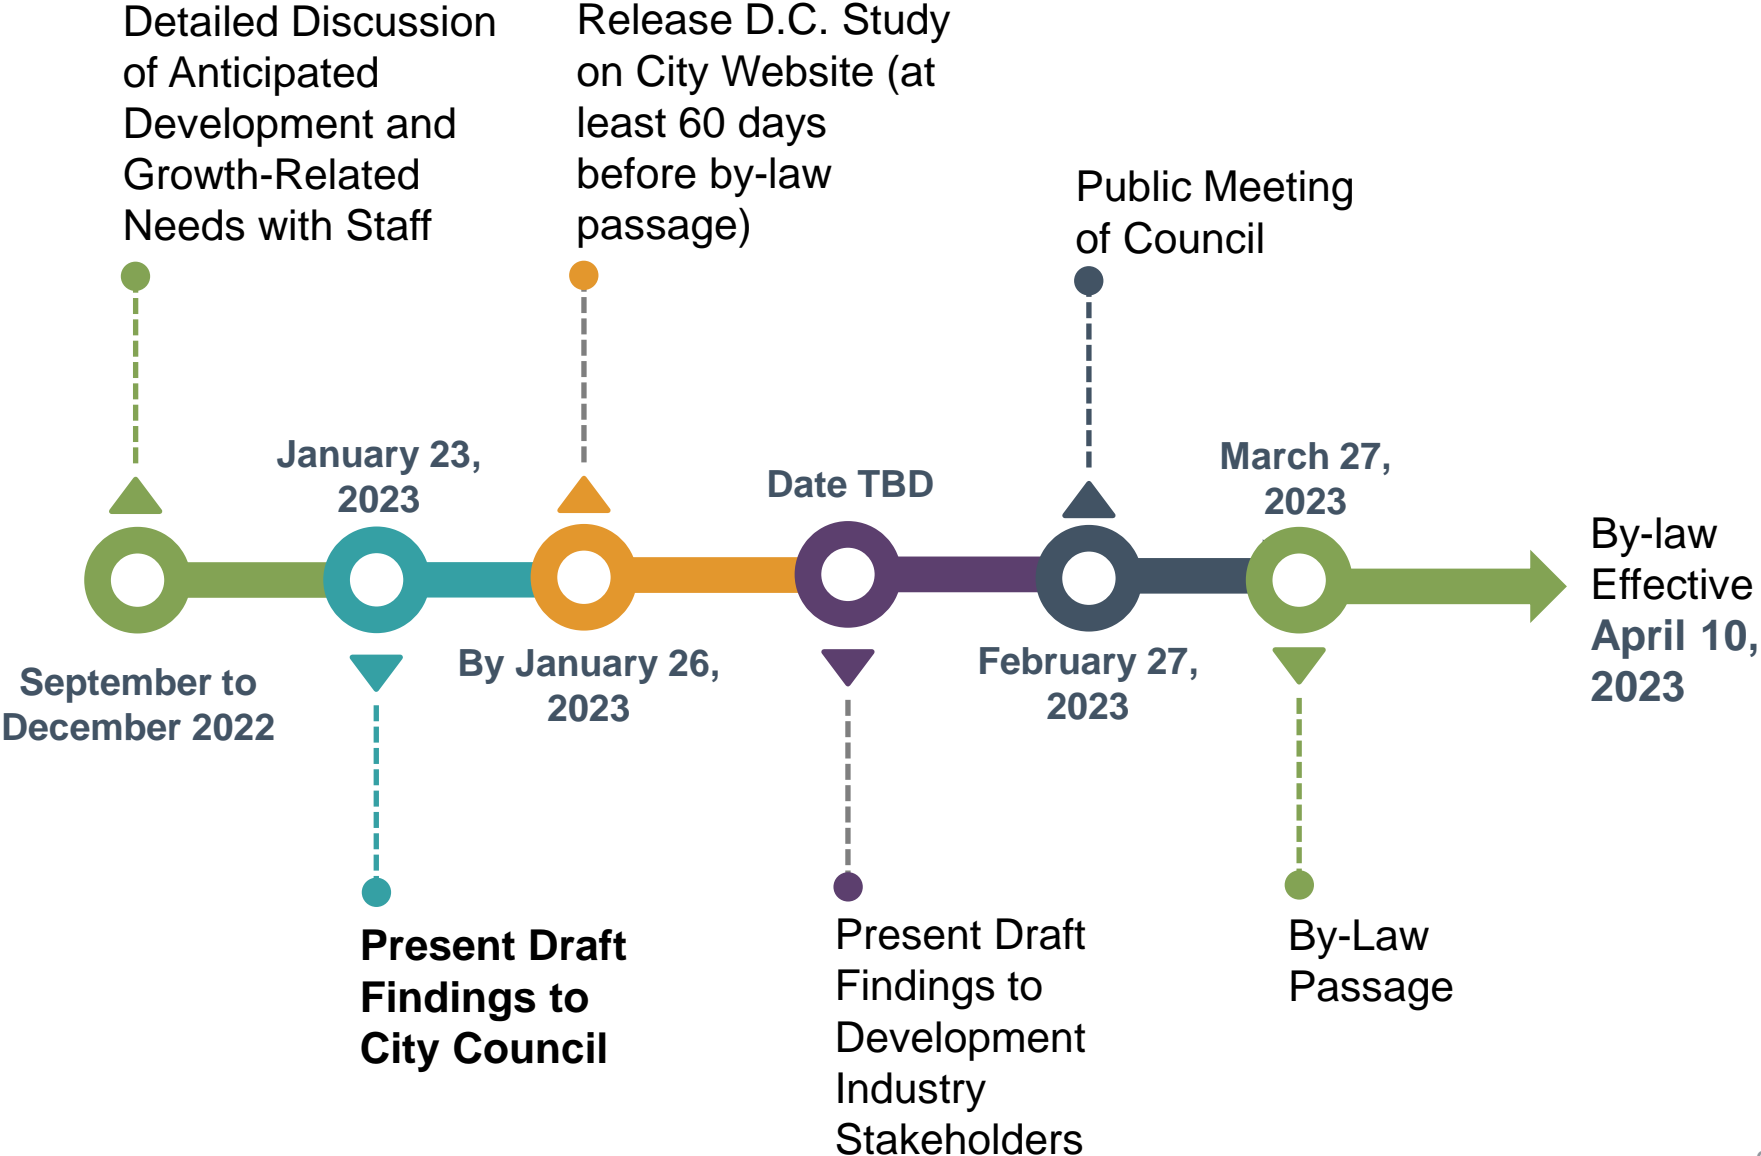 Detailed Discussion
of Anticipated
Development and
Growth-Related
Needs with Staff
Release D.C. Study
on City Website (at
least 60 days
before by-law
passage)
Public Meeting
of Council
January 23,
2023
Date TBD
March 27,
2023
By-law
Effective
April 10,
2023
September to
December 2022
By January 26,
2023
February 27,
2023
Present Draft
Findings to
City Council
Present Draft
Findings to
Development
Industry
Stakeholders
By-Law
Passage